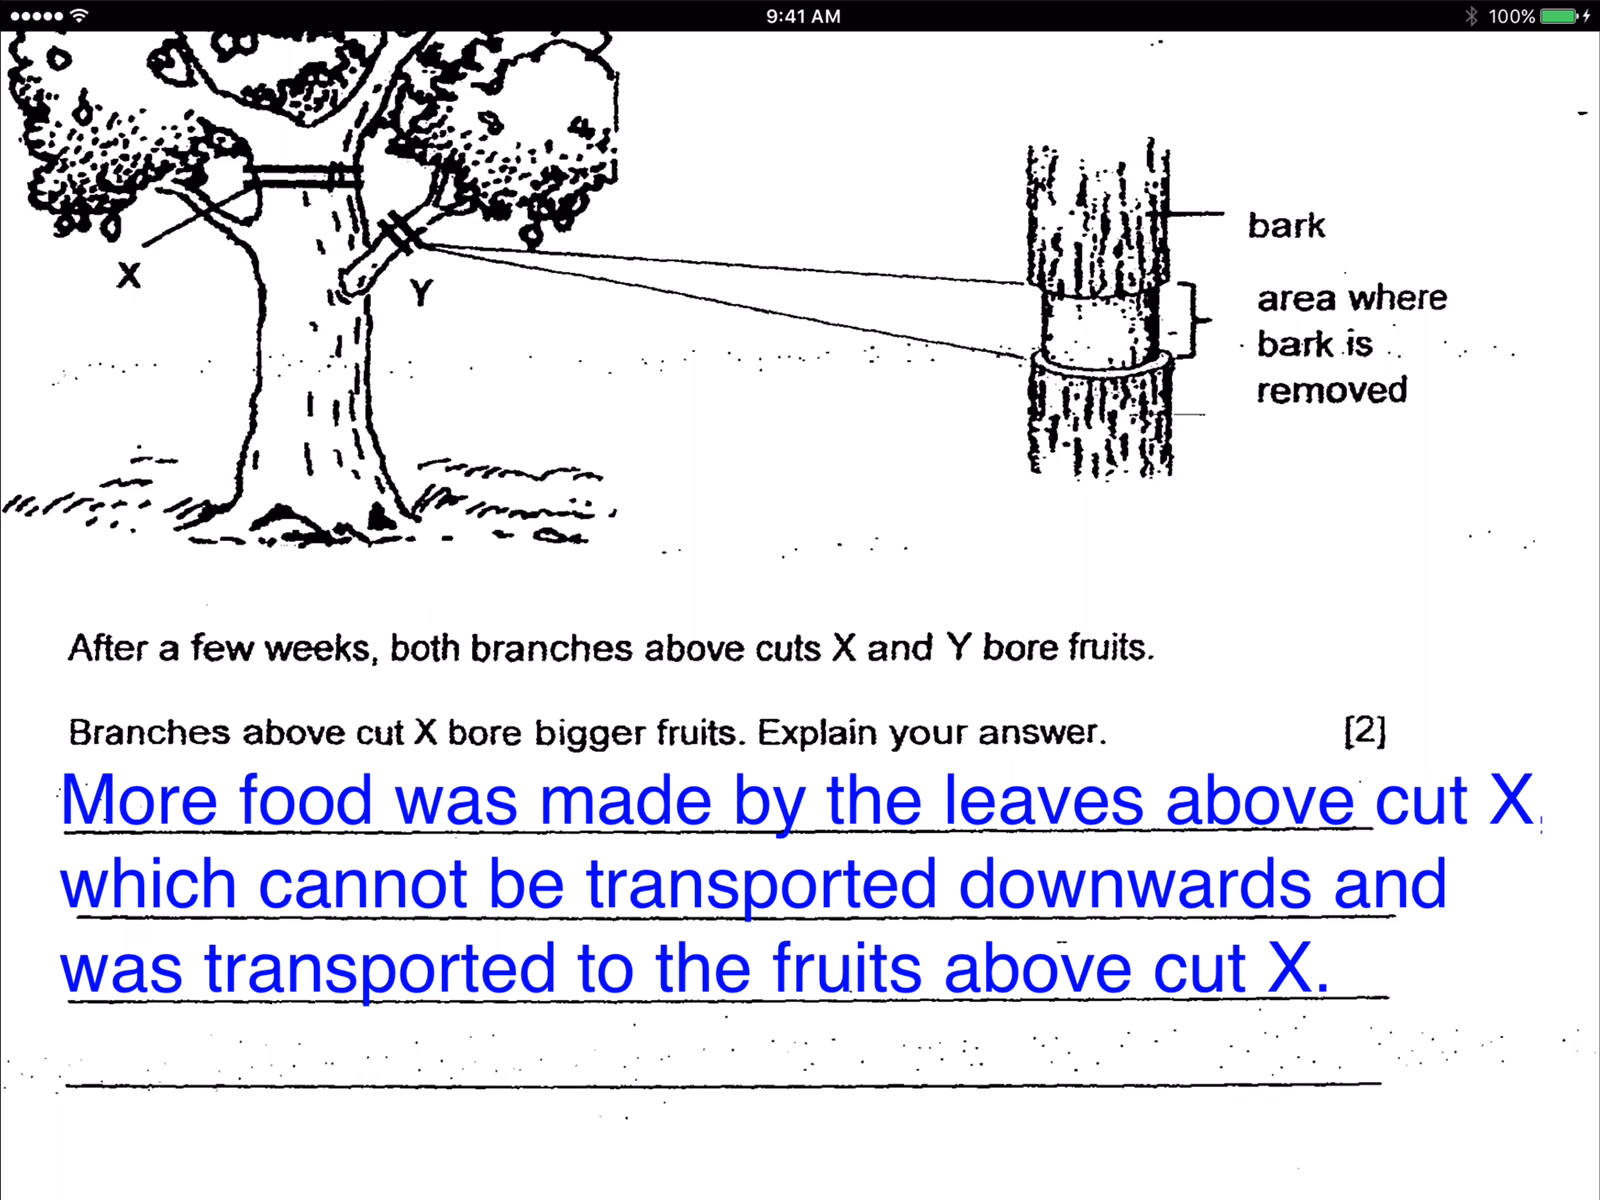 9:41 AM
100%
bark
X
Y
area where
bark is
removed
After a few weeks, both branches above cuts X and Y bore fruits.
Branches above cut X bore bigger fruits. Explain your answer. [2]
More food was made by the leaves above cut X,
which cannot be transported downwards and
was transported to the fruits above cut X.